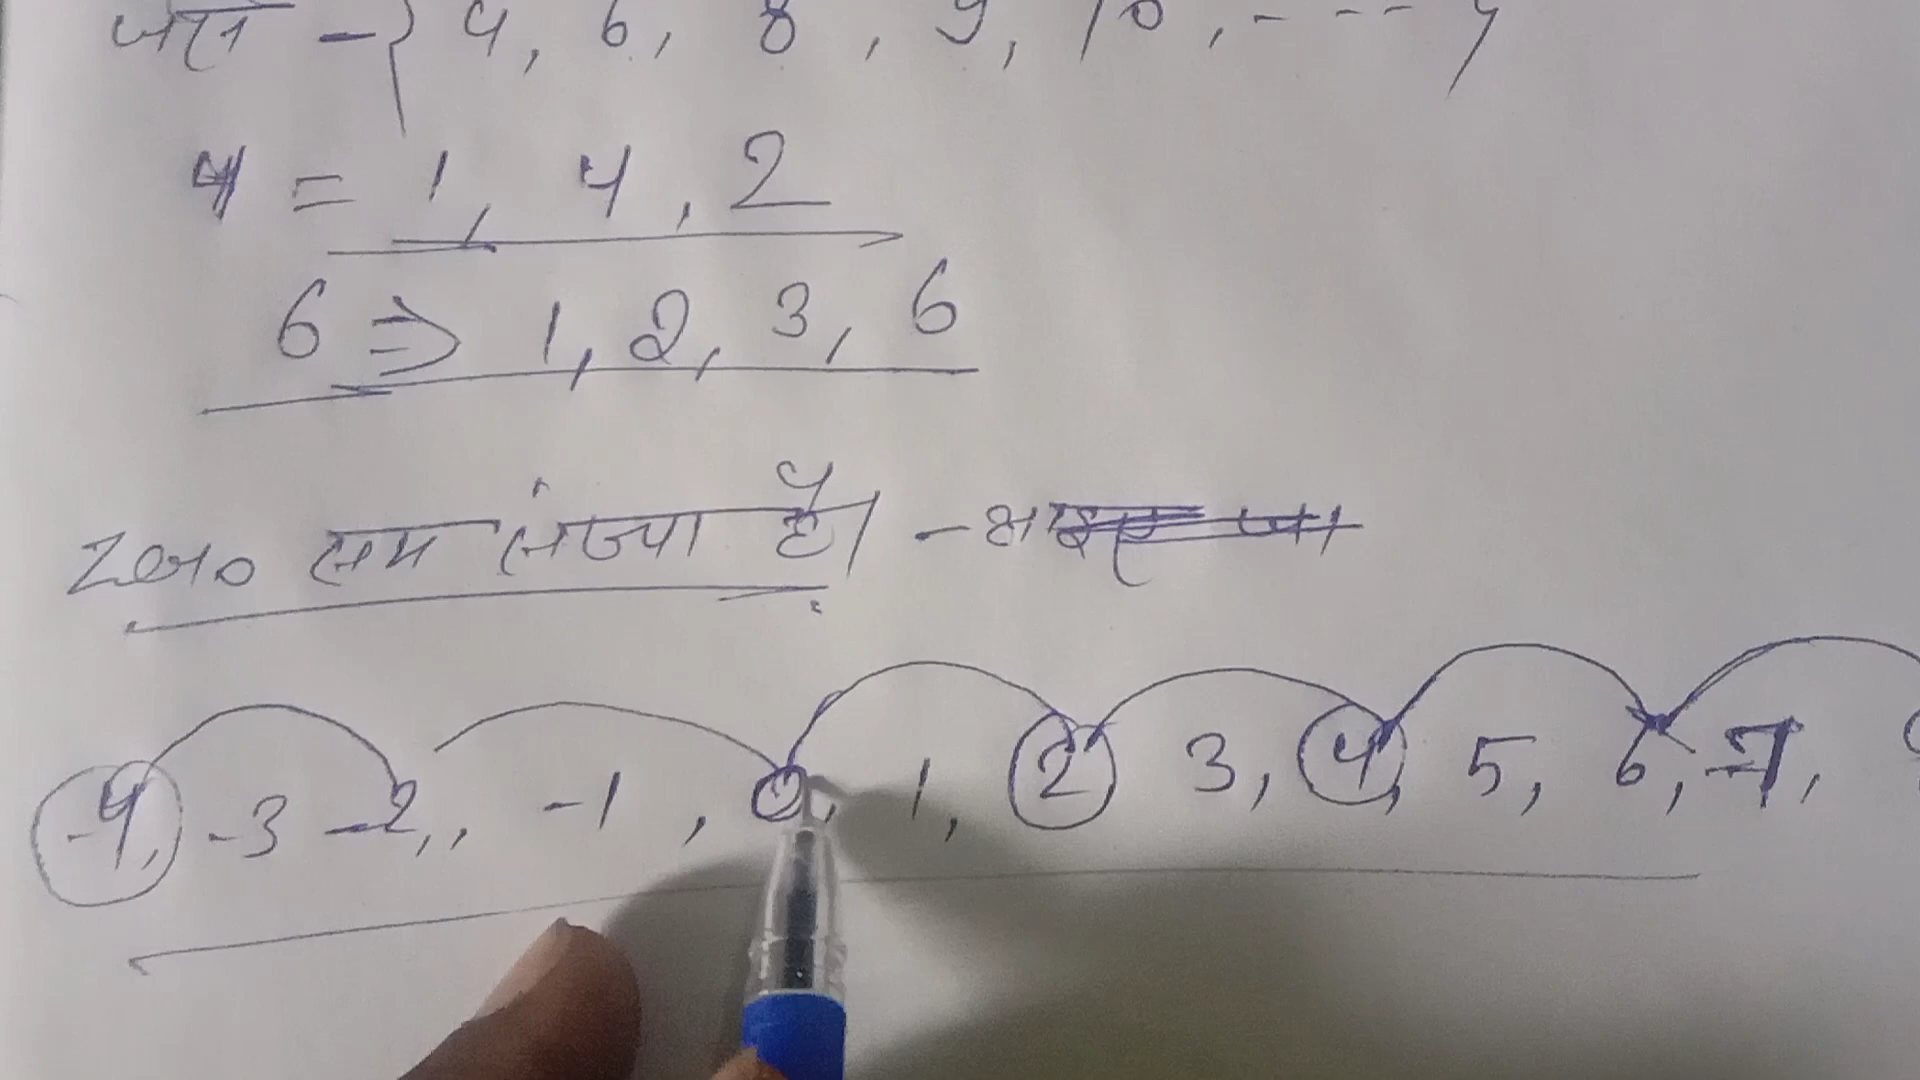 जैसे - { 4, 6, 8, 9, 10, - - - - }
4 = 1, 4, 2
6 ⇒ 1, 2, 3, 6
Zero सम संख्या है। -
-4, -3 -2,, -1, 0, 1, 2 3, 4, 5, 6, 7,